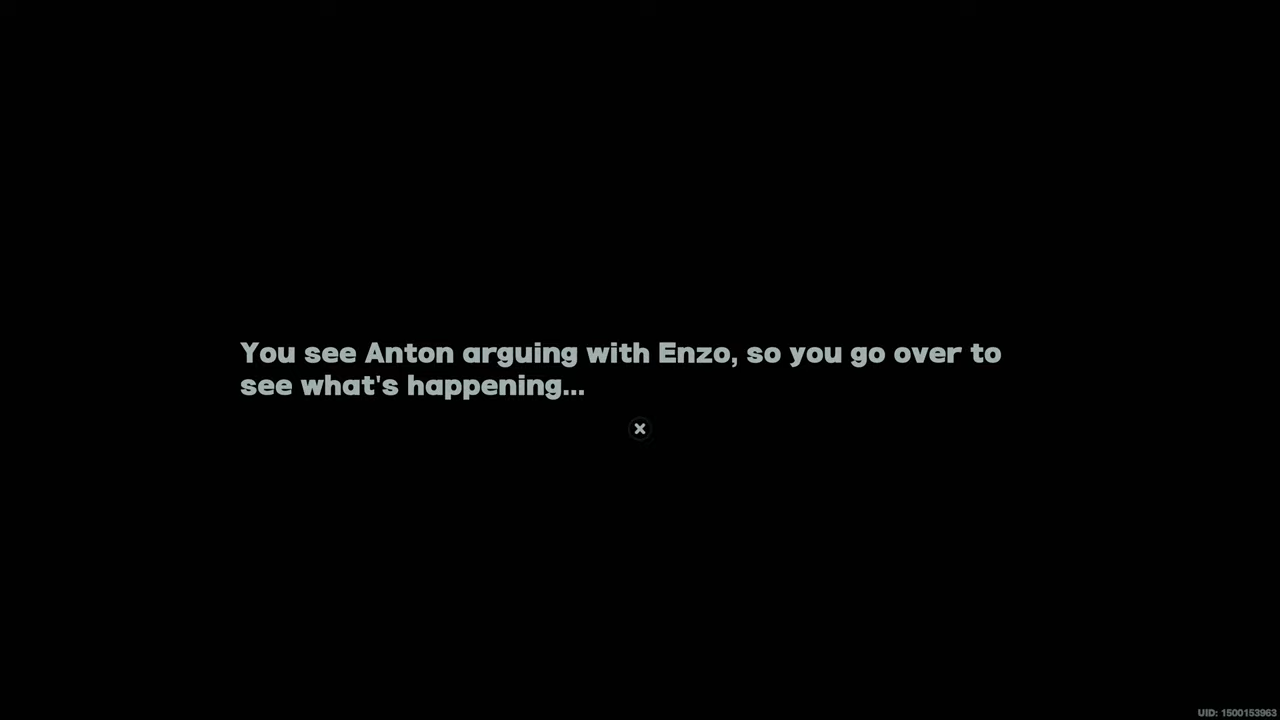 You see Anton arguing with Enzo, so you go over to
see what's happening...
UID: 1500153963